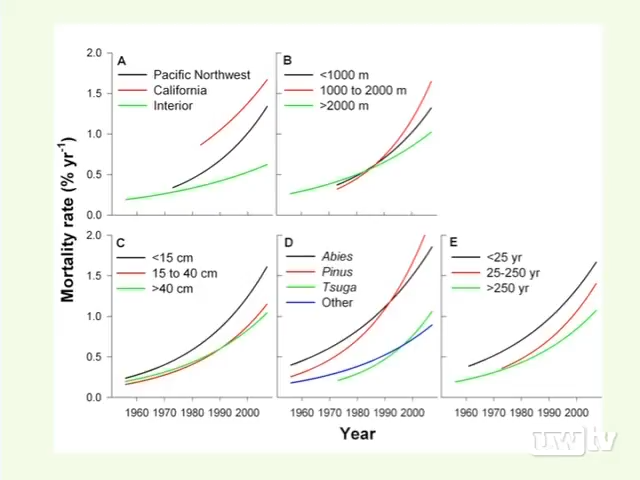 Mortality rate (% yr-1)
2.0
1.5
1.0
0.5
0.0
A
Pacific Northwest
California
Interior
B
<1000 m
1000 to 2000 m
>2000 m
2.0
1.5
1.0
0.5
0.0
C
<15 cm
15 to 40 cm
>40 cm
D
Abies
Pinus
Tsuga
Other
E
<25 yr
25-250 yr
>250 yr
1960 1970 1980 1990 2000
1960 1970 1980 1990 2000
1960 1970 1980 1990 2000
Year
uwtv